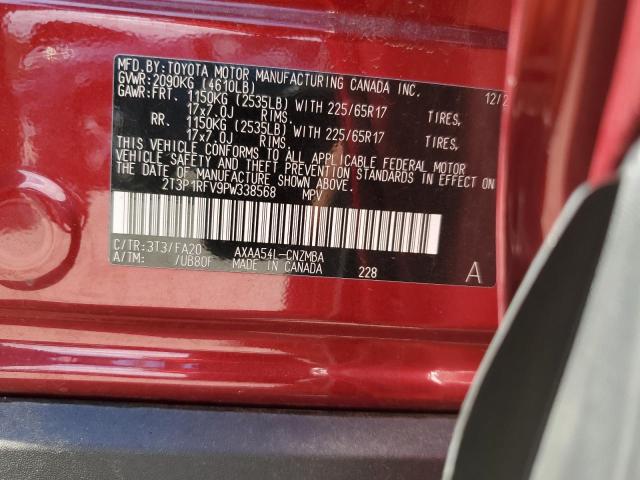 MFD.BY:TOYOTA MOTOR MANUFACTURING CANADA INC.
GVWR:2090KG (4610LB) 12/2
GAWR:FRT. 1150KG (2535LB) WITH 225/65R17 TIRES,
17x7.0J RIMS.
RR. 1150KG (2535LB) WITH 225/65R17 TIRES,
17x7.0J RIMS.
THIS VEHICLE CONFORMS TO ALL APPLICABLE FEDERAL MOTOR
VEHICLE SAFETY STANDARDS IN EFFECT ON
THE DATE OF MANUFACTURE SHOWN ABOVE.
2T3P1RFV9PW338568 MPV
C/TR:3T3/FA20 AXAA54L-CNZMBA
A/TM: /UB80F MADE IN CANADA 228 A